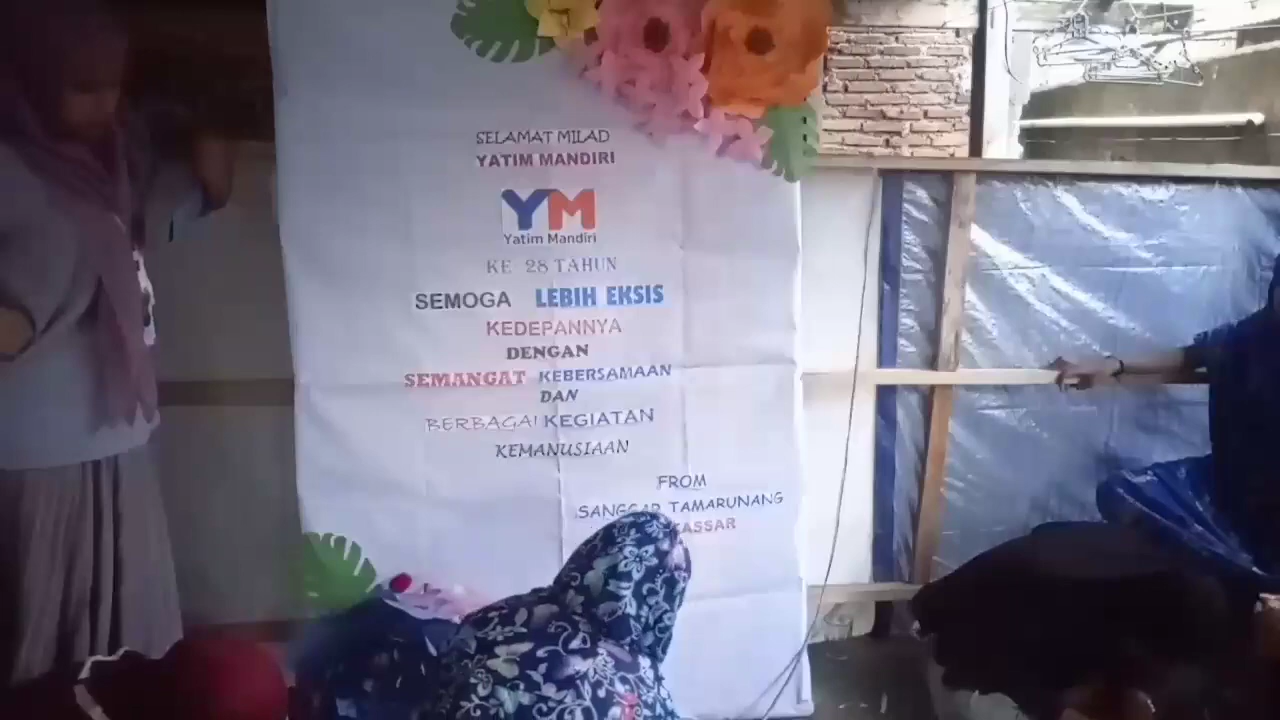 SELAMAT MILAD
YATIM MANDIRI
YM
Yatim Mandiri
KE 28 TAHUN
SEMOGA LEBIH EKSIS
KEDEPANNYA
DENGAN
SEMANGAT KEBERSAMAAN
DAN
BERBAGAI KEGIATAN
KEMANUSIAAN
FROM
SANGGAR TAMARUNANG